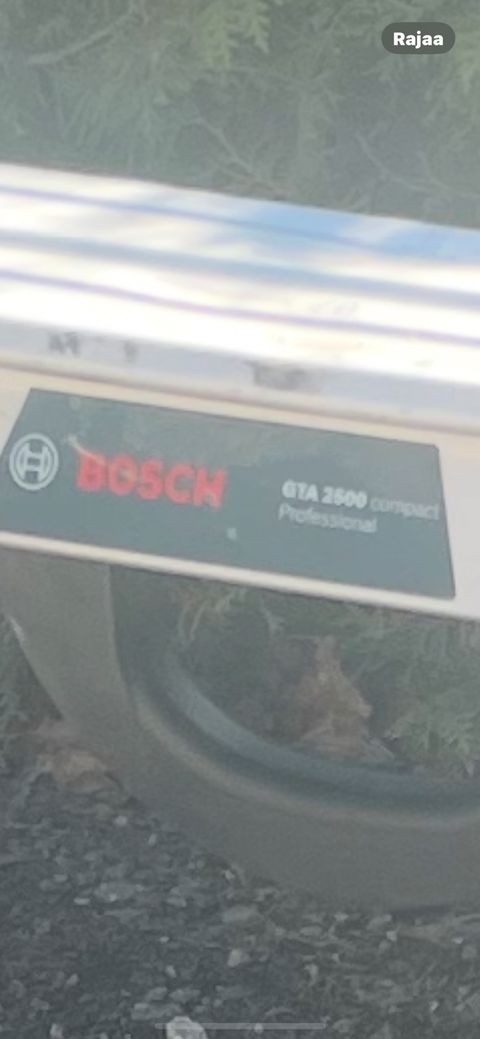 Rajaa
BOSCH
GTA 2500 compact
Professional